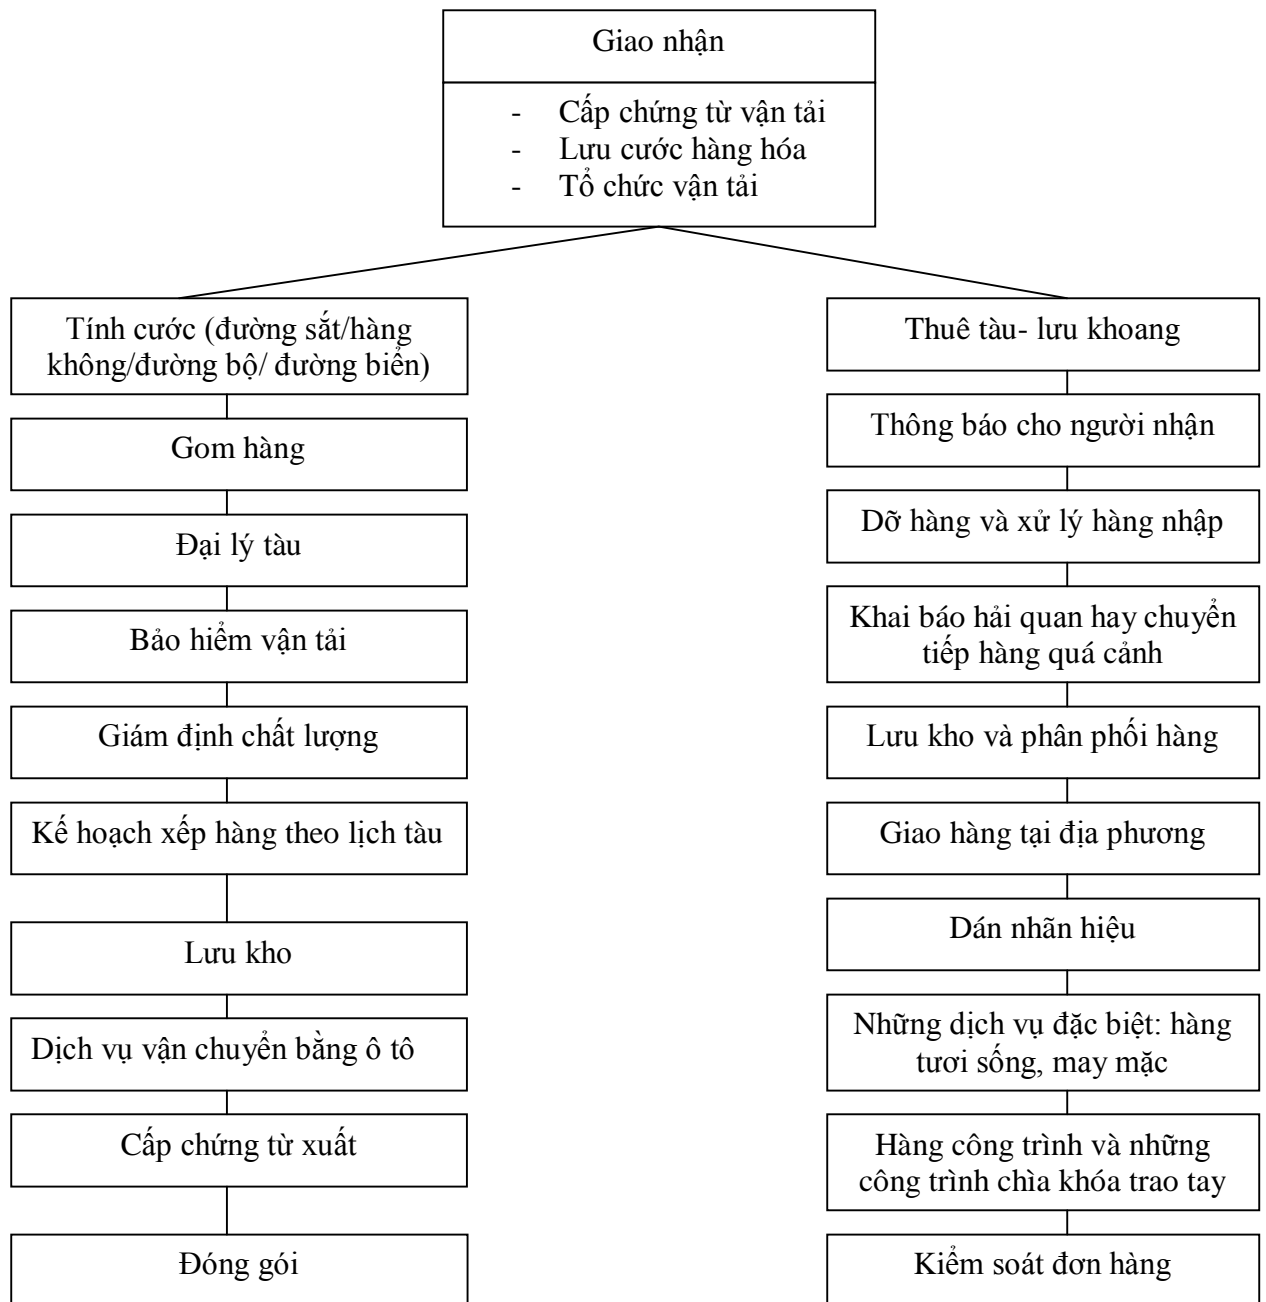 Giao nhận
- Cấp chứng từ vận tải
- Lưu cước hàng hóa
- Tổ chức vận tải
Tính cước (đường sắt/hàng
không/đường bộ/ đường biển)
Gom hàng
Đại lý tàu
Bảo hiểm vận tải
Giám định chất lượng
Kế hoạch xếp hàng theo lịch tàu
Lưu kho
Dịch vụ vận chuyển bằng ô tô
Cấp chứng từ xuất
Đóng gói
Thuê tàu- lưu khoang
Thông báo cho người nhận
Dỡ hàng và xử lý hàng nhập
Khai báo hải quan hay chuyển
tiếp hàng quá cảnh
Lưu kho và phân phối hàng
Giao hàng tại địa phương
Dán nhãn hiệu
Những dịch vụ đặc biệt: hàng
tươi sống, may mặc
Hàng công trình và những
công trình chìa khóa trao tay
Kiểm soát đơn hàng